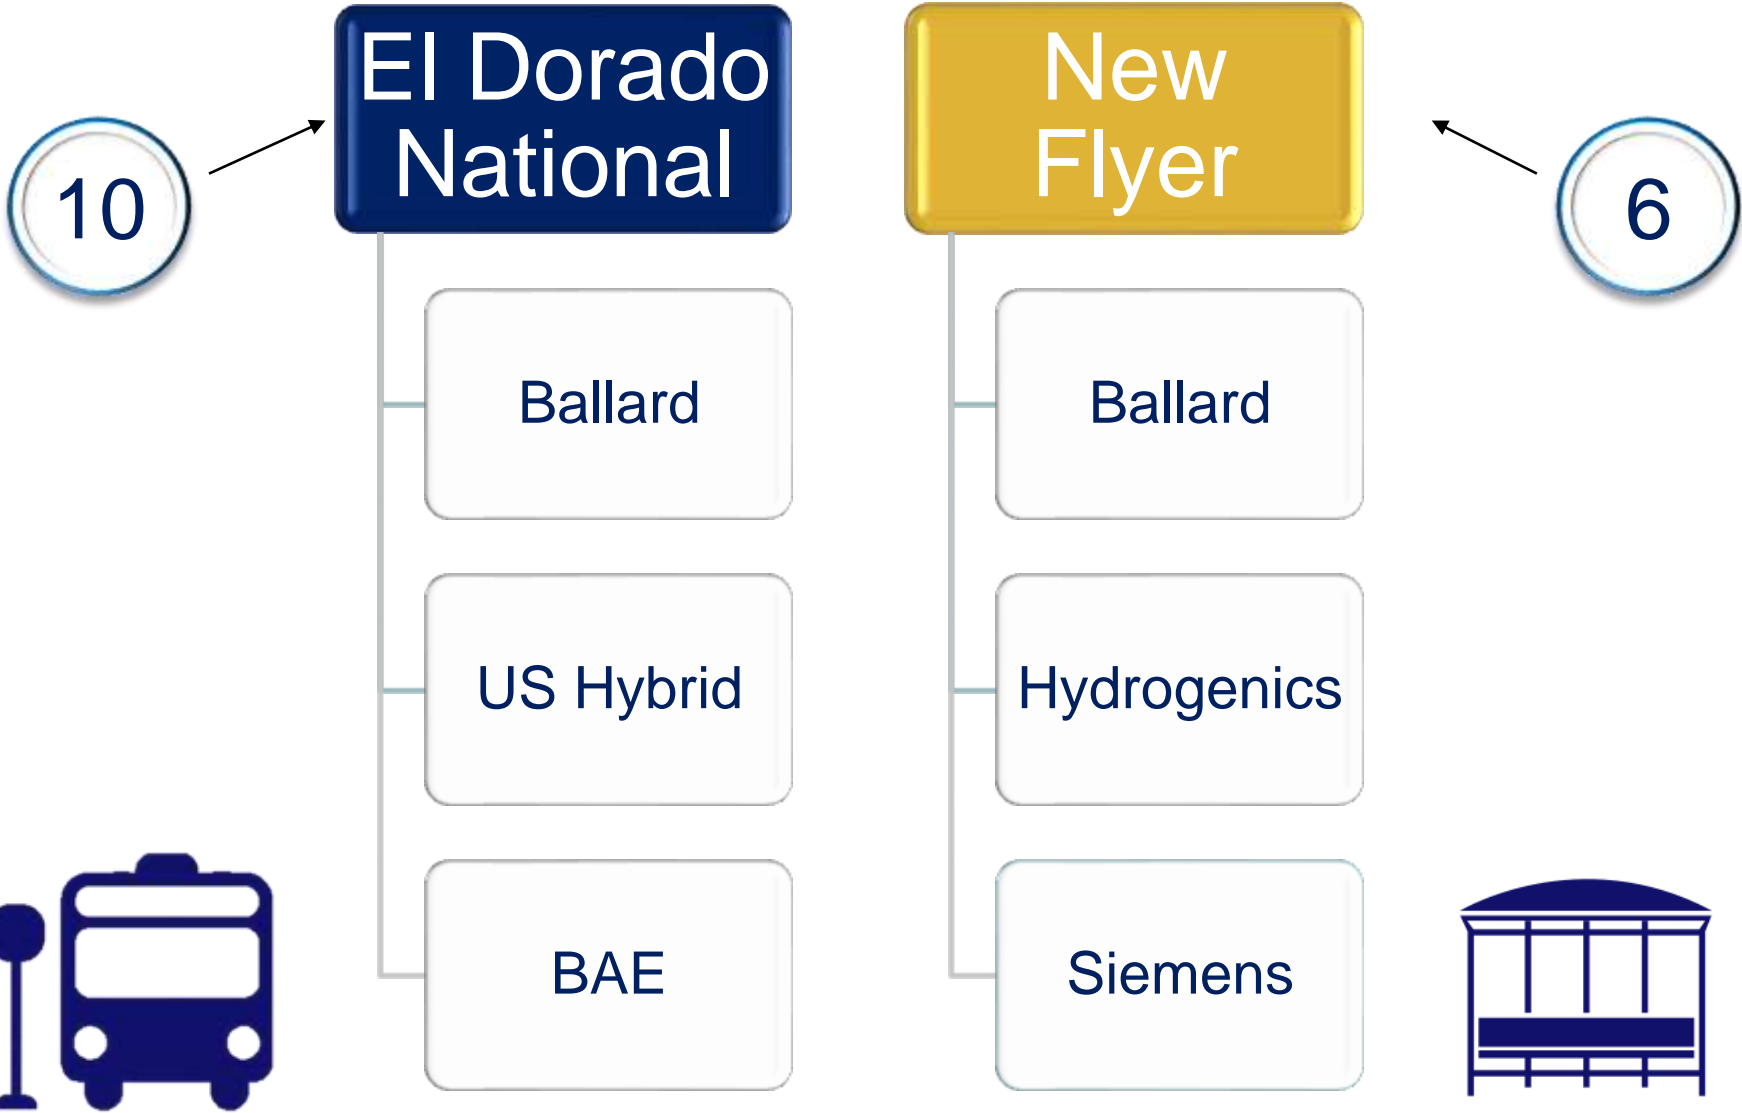 El Dorado
National
10
Ballard
US Hybrid
BAE
New
Flyer
6
Ballard
Hydrogenics
Siemens